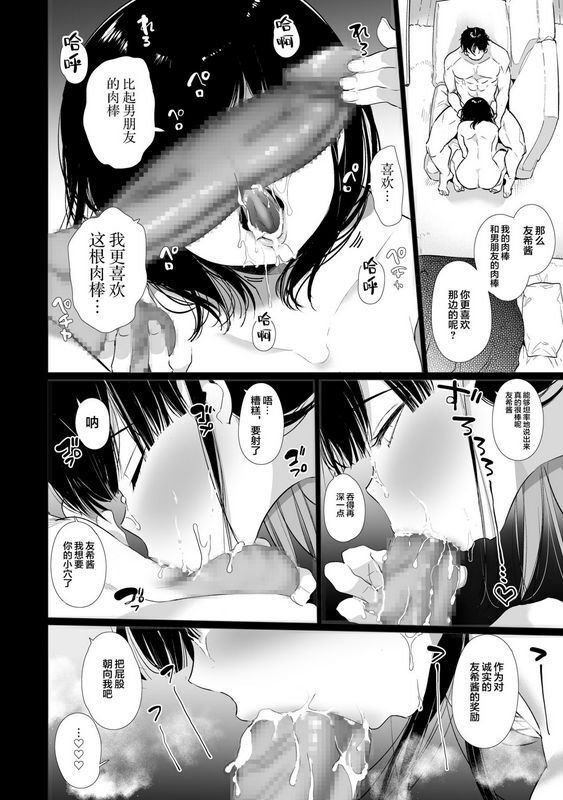 那么
友希酱
我的肉棒
和男朋友的肉棒
你更喜欢
那边的呢?
喜欢…
哈啊
哈呼
比起男朋友
的肉棒
我更喜欢
这根肉棒…
哈啊
哈呼
能够坦率地说出来
真的很棒呢
友希酱
吞得再
深一点
唔…
糟糕,要射了
呐
友希酱
我想要
你的小穴了
作为对
诚实的
友希酱的奖励
把屁股
朝向我吧
…♡♡♡